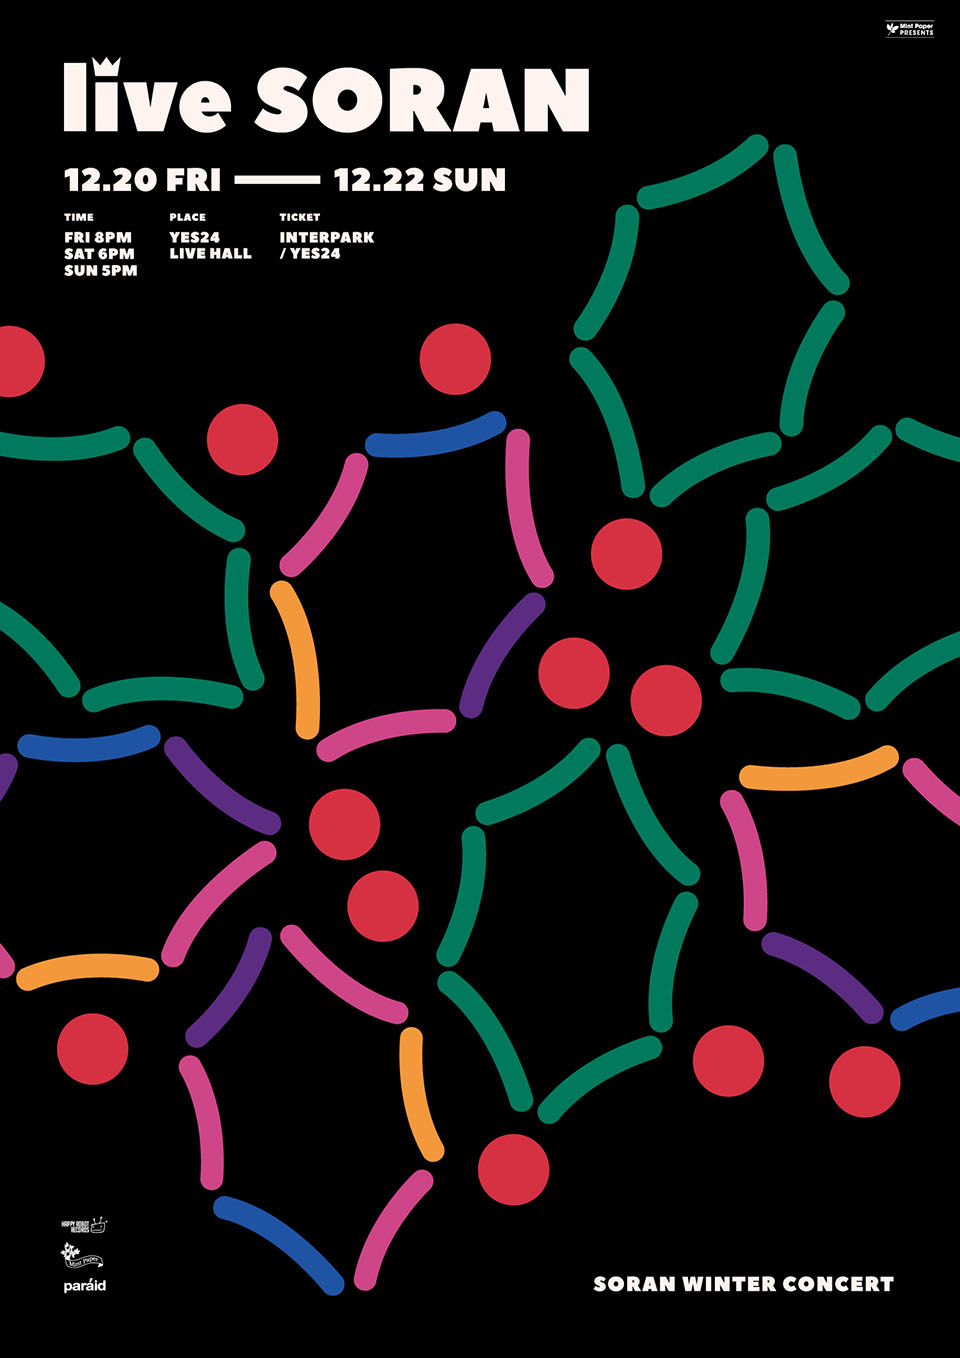 Mint Paper
PRESENTS
live SORAN
12.20 FRI — 12.22 SUN
TIME
FRI 8PM
SAT 6PM
SUN 5PM
PLACE
YES24
LIVE HALL
TICKET
INTERPARK
/ YES24
HAPPY ROBOT
RECORDS
Mint Paper
paráid
SORAN WINTER CONCERT